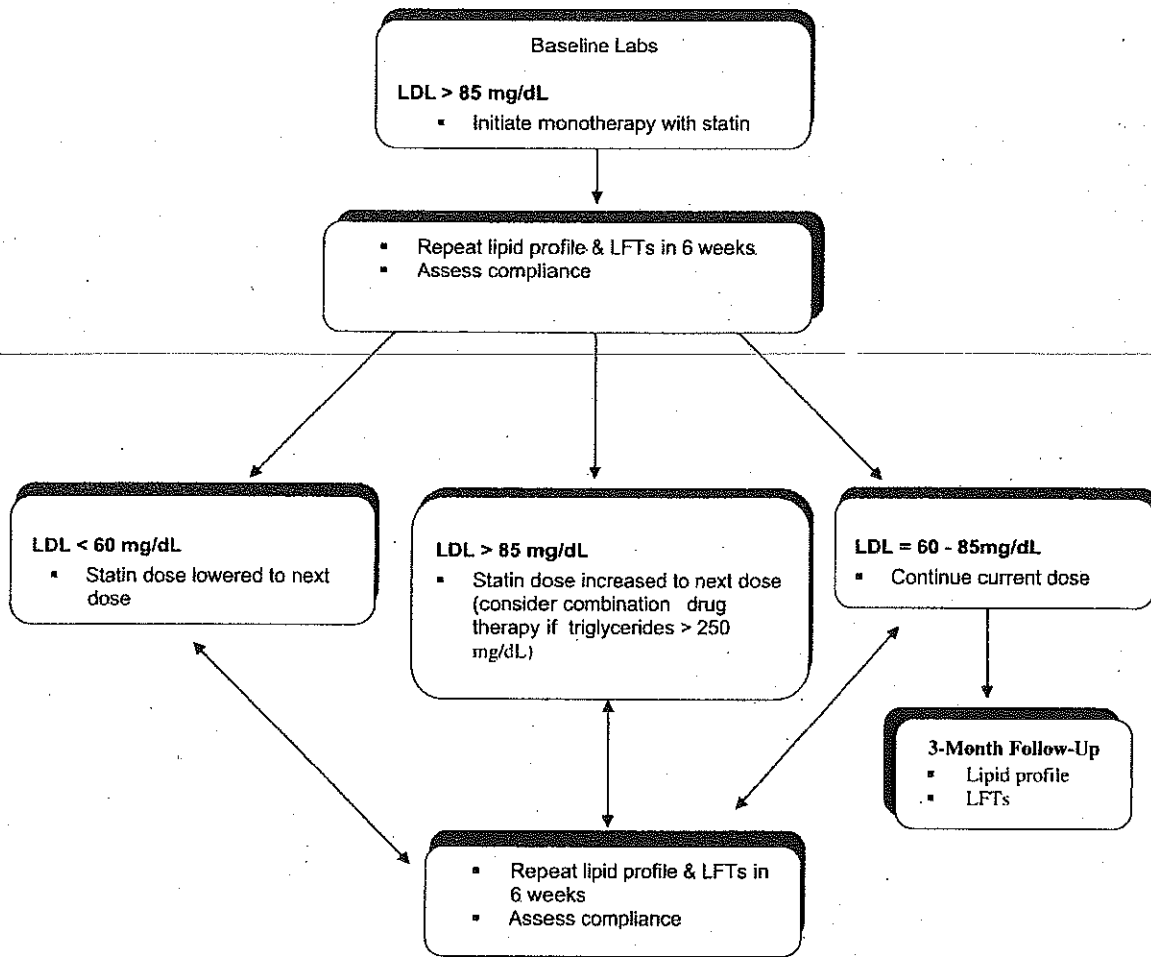 Baseline Labs
LDL > 85 mg/dL
▪ Initiate monotherapy with statin
▪ Repeat lipid profile & LFTs in 6 weeks
▪ Assess compliance
LDL < 60 mg/dL
▪ Statin dose lowered to next
dose
LDL > 85 mg/dL
▪ Statin dose increased to next dose
(consider combination drug
therapy if triglycerides > 250
mg/dL)
LDL = 60 - 85mg/dL
▪ Continue current dose
3-Month Follow-Up
▪ Lipid profile
▪ LFTs
▪ Repeat lipid profile & LFTs in
6 weeks
▪ Assess compliance